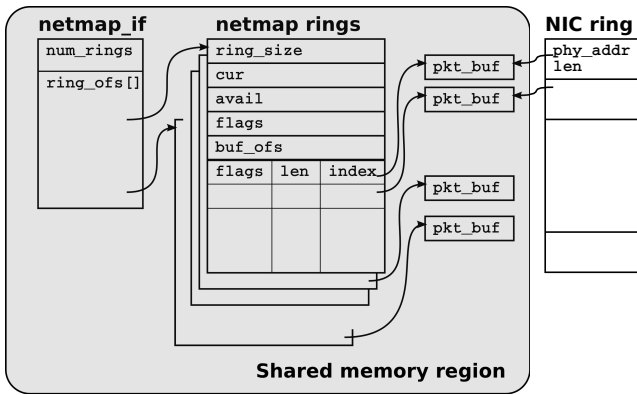 netmap_if
netmap rings
NIC ring
num_rings
ring_ofs[]
ring_size
cur
avail
flags
buf_ofs
flags len index
pkt_buf
pkt_buf
pkt_buf
pkt_buf
phy_addr
len
Shared memory region